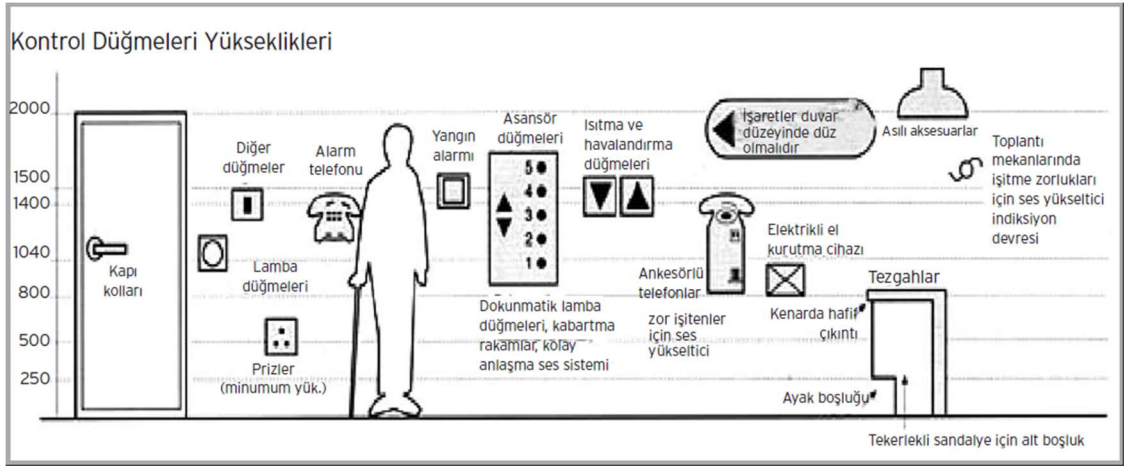 Kontrol Düğmeleri Yükseklikleri
2000
1500
1400
1040
800
500
250
Kapı
kolları
Diğer
düğmeler
Lamba
düğmeleri
Prizler
(minumum yük.)
Alarm
telefonu
Yangın
alarmı
Asansör
düğmeleri
5
4
3
2
1
Dokunmatik lamba
düğmeleri, kabartma
rakamlar, kolay
anlaşma ses sistemi
Isıtma ve
havalandırma
düğmeleri
Ankesörlü
telefonlar
zor işitenler
için ses
yükseltici
İşaretler duvar
düzeyinde düz
olmalıdır
Asılı aksesuarlar
Toplantı
mekanlarında
işitme zorlukları
için ses yükseltici
indiksiyon
devresi
Elektrikli el
kurutma cihazı
Tezgahlar
Kenarda hafif
çıkıntı
Ayak boşluğu
Tekerlekli sandalye için alt boşluk